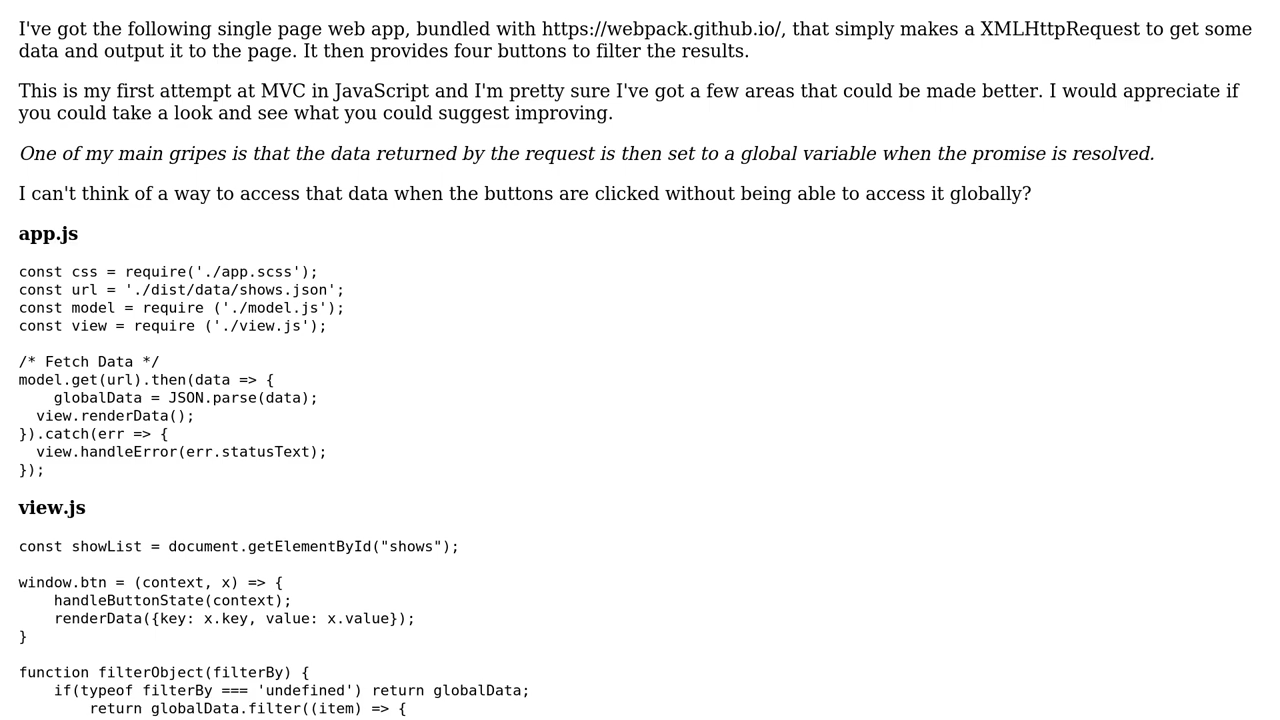 I've got the following single page web app, bundled with https://webpack.github.io/, that simply makes a XMLHttpRequest to get some
data and output it to the page. It then provides four buttons to filter the results.
This is my first attempt at MVC in JavaScript and I'm pretty sure I've got a few areas that could be made better. I would appreciate if
you could take a look and see what you could suggest improving.
One of my main gripes is that the data returned by the request is then set to a global variable when the promise is resolved.
I can't think of a way to access that data when the buttons are clicked without being able to access it globally?
app.js
const css = require('./app.scss');
const url = './dist/data/shows.json';
const model = require ('./model.js');
const view = require ('./view.js');
/* Fetch Data */
model.get(url).then(data => {
    globalData = JSON.parse(data);
  view.renderData();
}).catch(err => {
  view.handleError(err.statusText);
});
view.js
const showList = document.getElementById("shows");
window.btn = (context, x) => {
    handleButtonState(context);
    renderData({key: x.key, value: x.value});
}
function filterObject(filterBy) {
    if(typeof filterBy === 'undefined') return globalData;
        return globalData.filter((item) => {